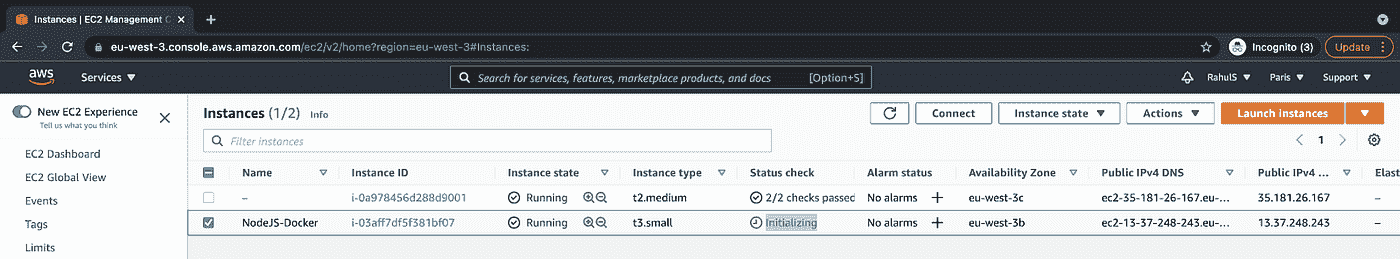 Instances | EC2 Management C
eu-west-3.console.aws.amazon.com/ec2/v2/home?region=eu-west-3#Instances:
Incognito (3)
Update
aws
Services
Search for services, features, marketplace products, and docs
[Option+S]
RahulS
Paris
Support
New EC2 Experience
Tell us what you think
EC2 Dashboard
EC2 Global View
Events
Tags
Limits
Instances (1/2) Info
Connect
Instance state
Actions
Launch instances
Filter instances
1
Name Instance ID Instance state Instance type Status check Alarm status Availability Zone Public IPv4 DNS Public IPv4 ... Elast
– i-0a978456d288d9001 Running t2.medium 2/2 checks passed No alarms + eu-west-3c ec2-35-181-26-167.eu-... 35.181.26.167 –
NodeJS-Docker i-03aff7df5f381bf07 Running t3.small Initializing No alarms + eu-west-3b ec2-13-37-248-243.eu-... 13.37.248.243 –